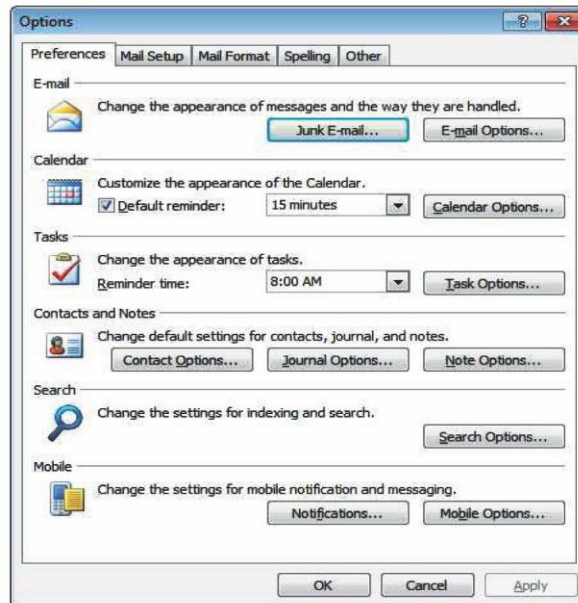 Options
Preferences Mail Setup Mail Format Spelling Other
E-mail
Change the appearance of messages and the way they are handled.
Junk E-mail... E-mail Options...
Calendar
Customize the appearance of the Calendar.
Default reminder: 15 minutes Calendar Options...
Tasks
Change the appearance of tasks.
Reminder time: 8:00 AM Task Options...
Contacts and Notes
Change default settings for contacts, journal, and notes.
Contact Options... Journal Options... Note Options...
Search
Change the settings for indexing and search.
Search Options...
Mobile
Change the settings for mobile notification and messaging.
Notifications... Mobile Options...
OK Cancel Apply